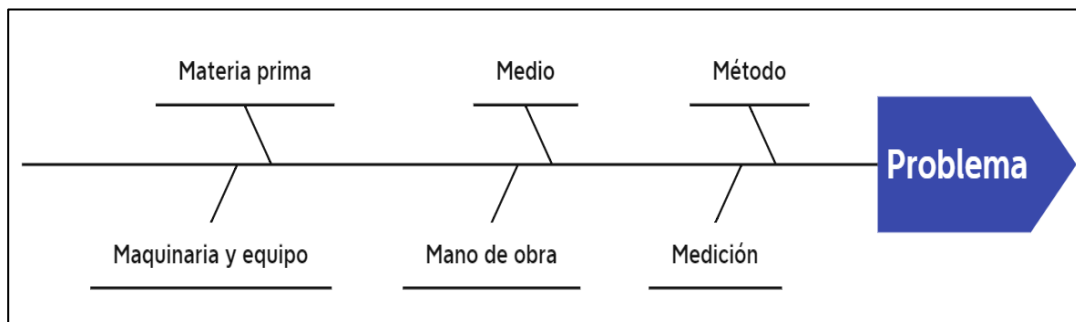 Materia prima
Medio
Método
Problema
Maquinaria y equipo
Mano de obra
Medición